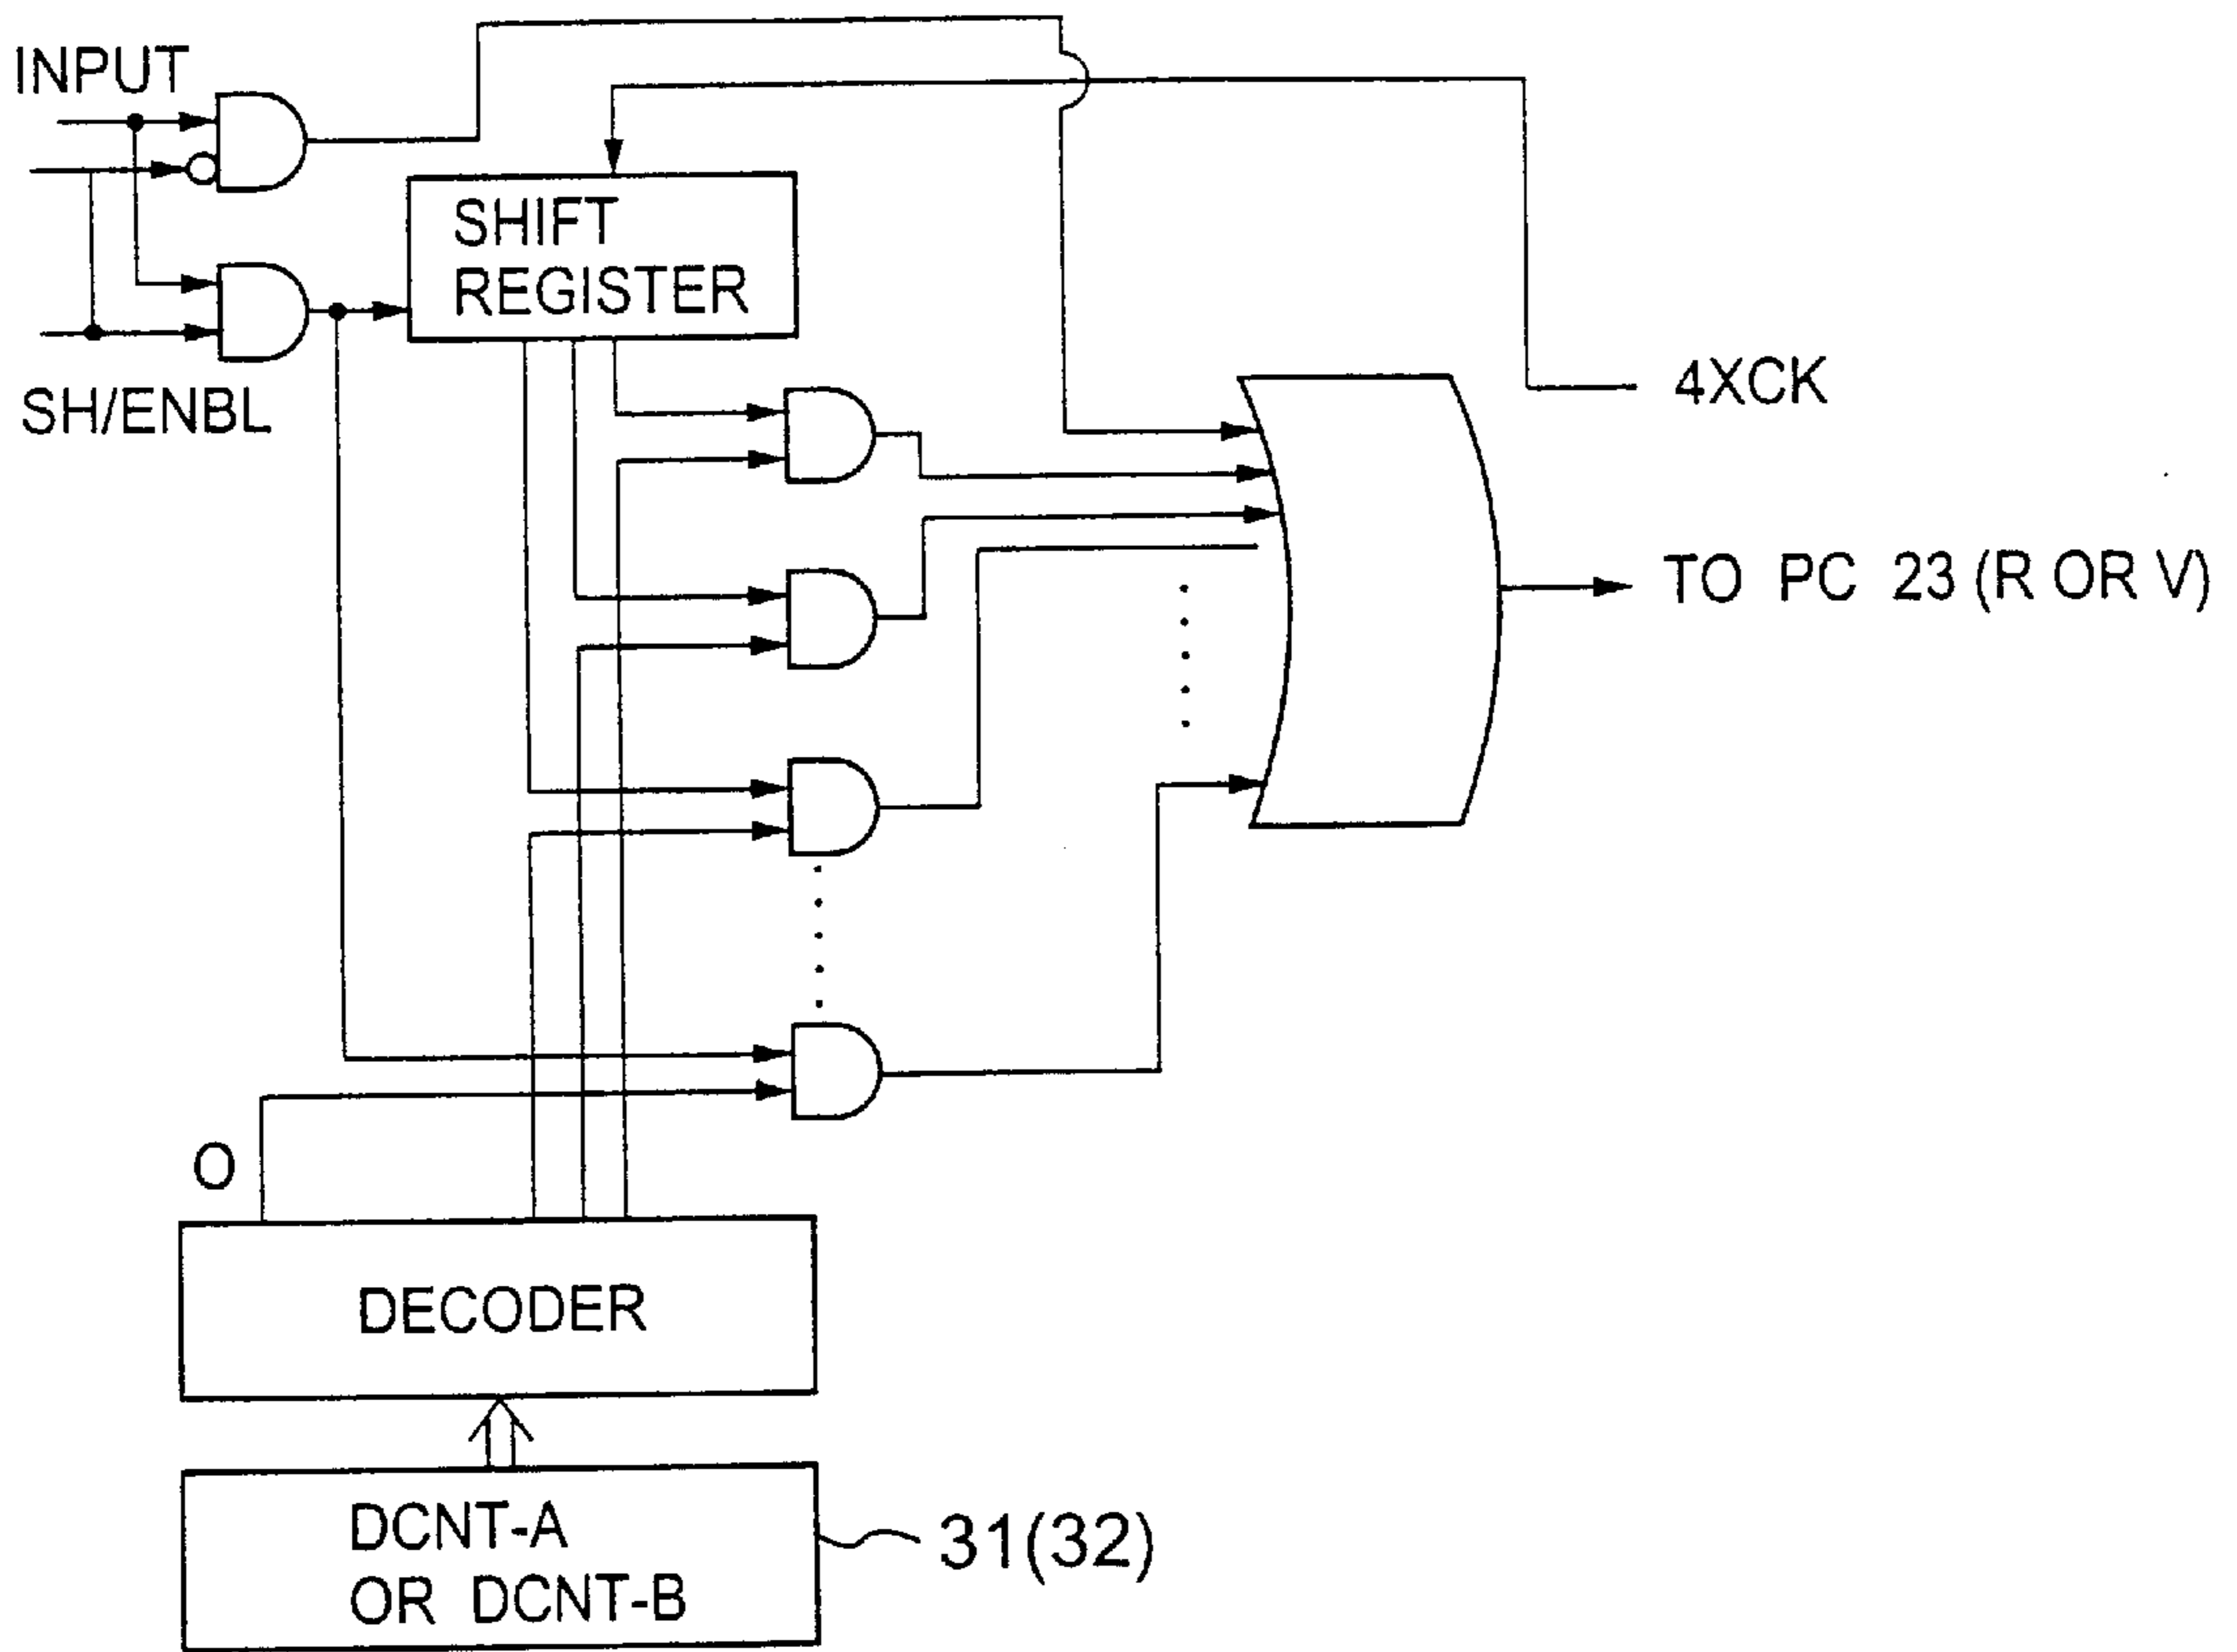 INPUT
SHIFT
REGISTER
SH/ENBL
4XCK
TO PC 23 (R OR V)
O
DECODER
DCNT-A
OR DCNT-B
31(32)